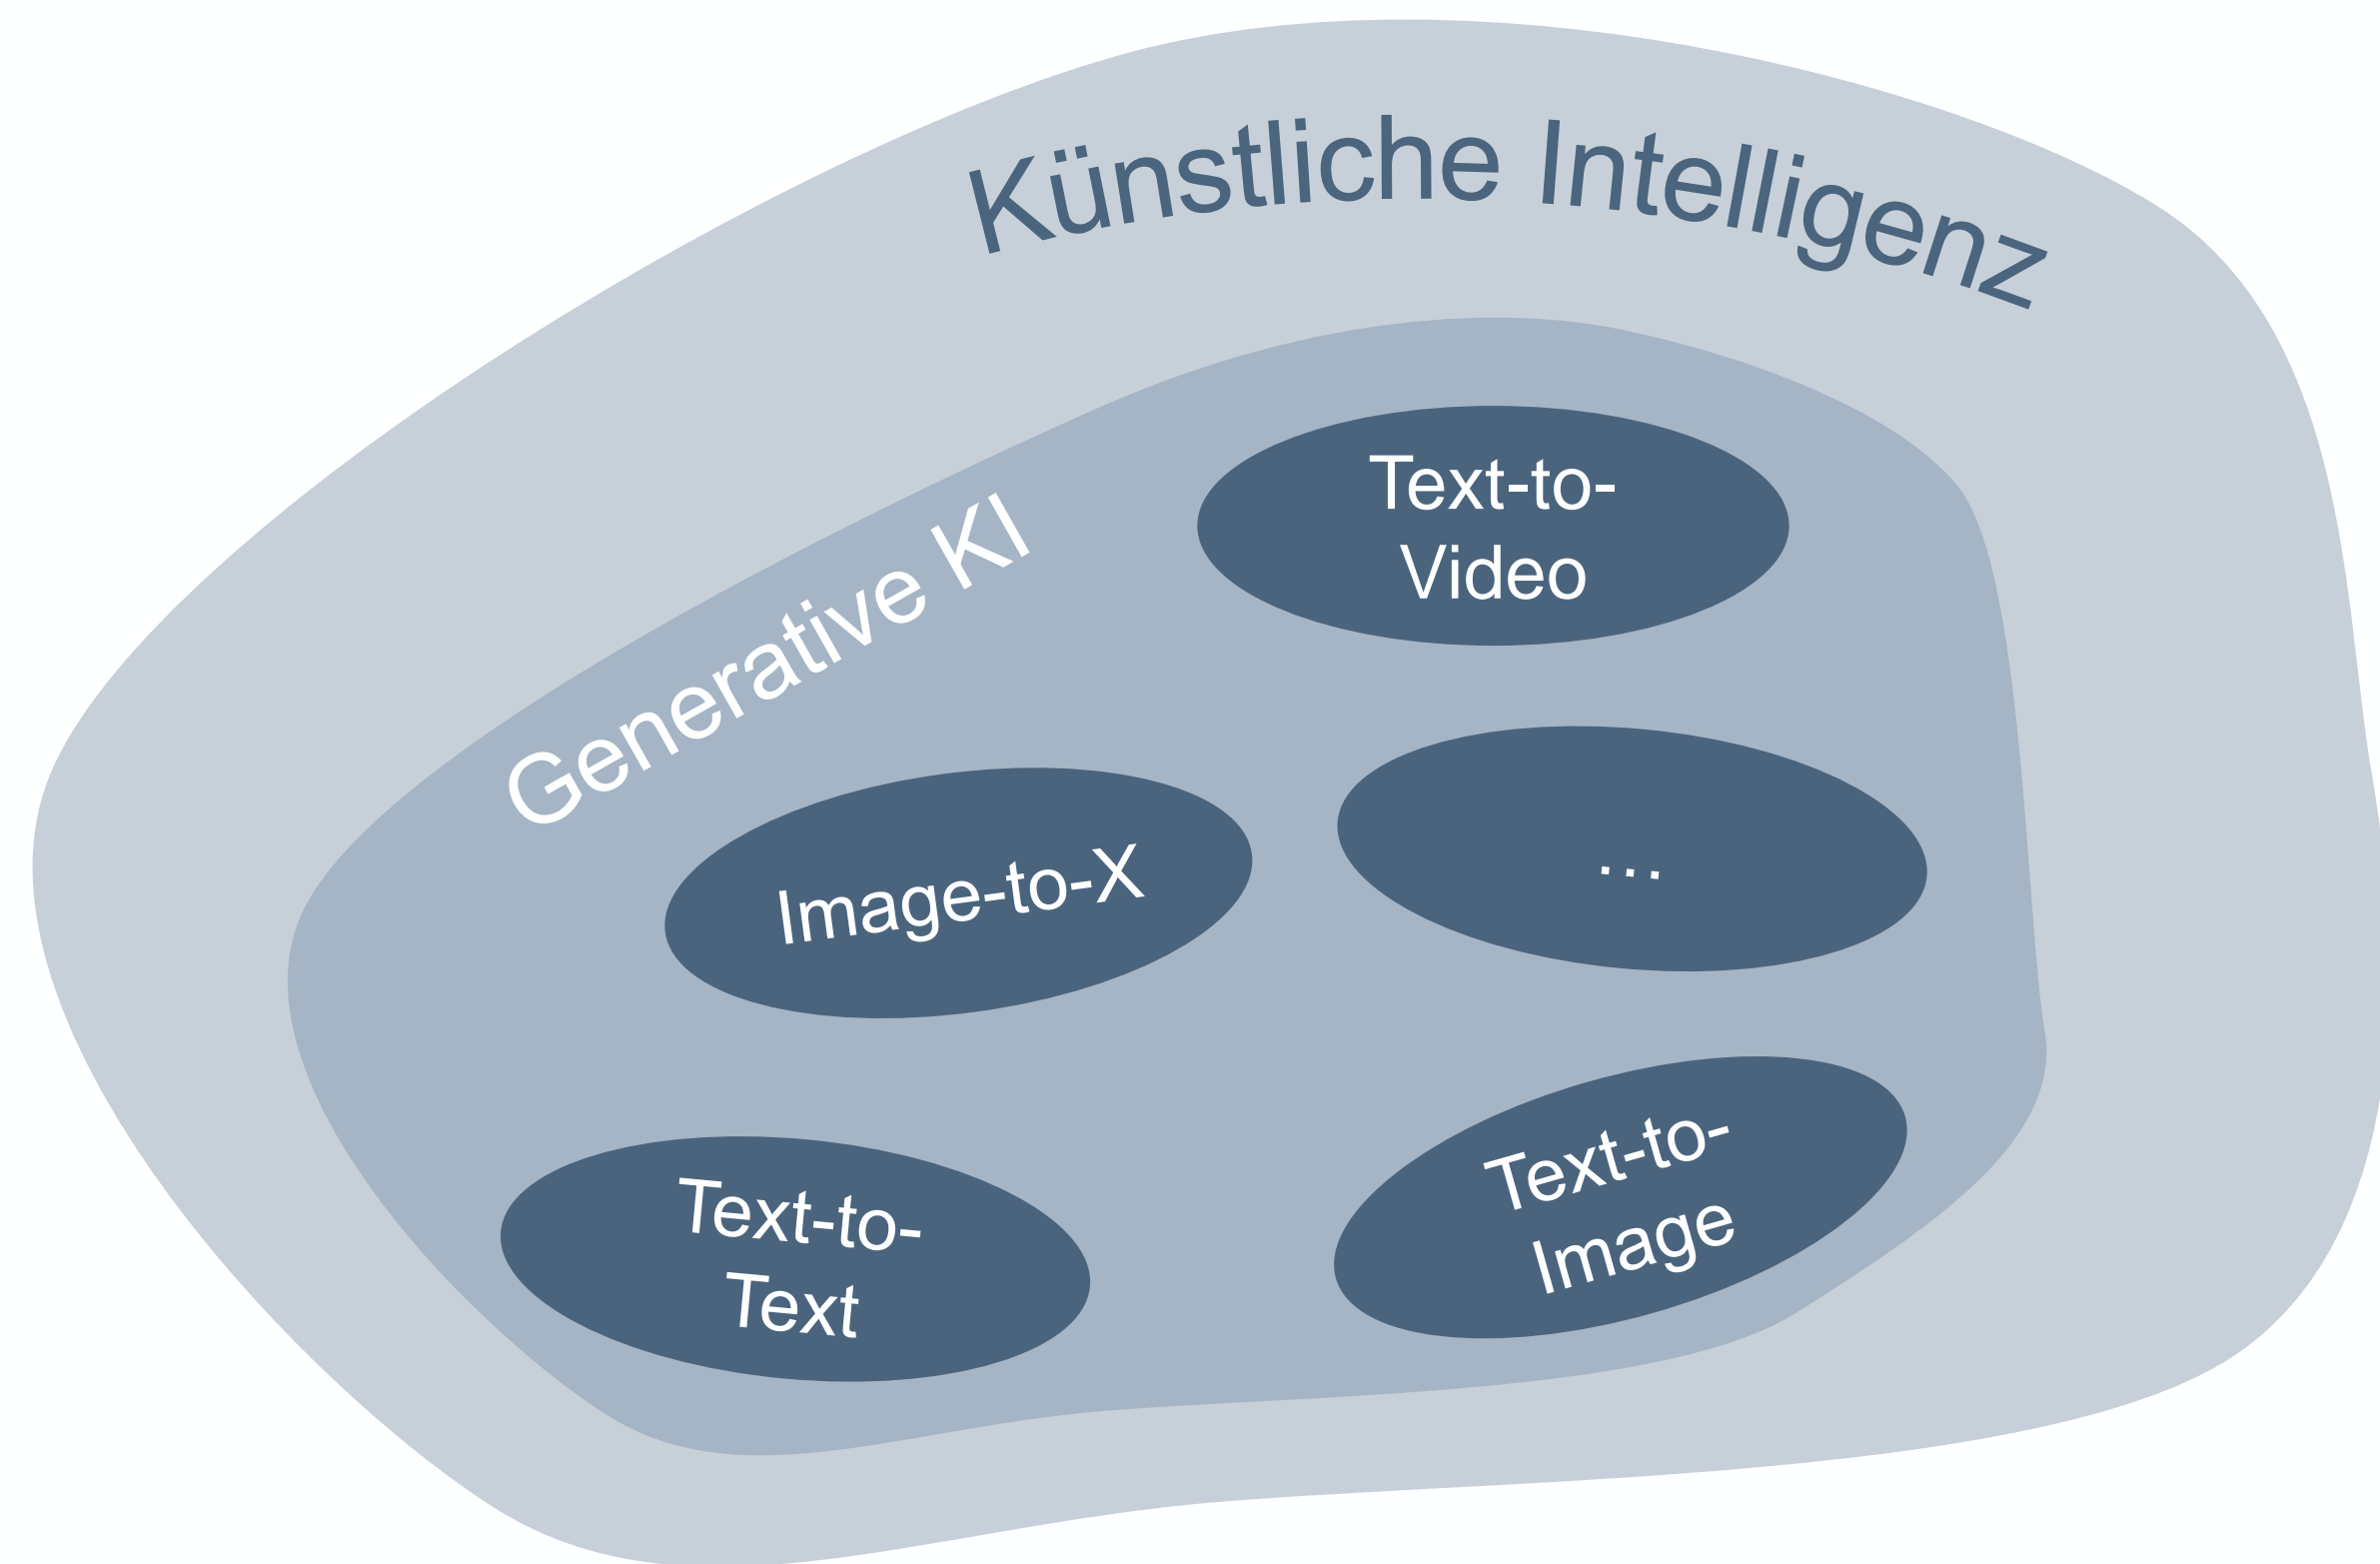 Künstliche Intelligenz
Generative KI
Text-to-
Video
Image-to-X
...
Text-to-
Text
Text-to-
Image